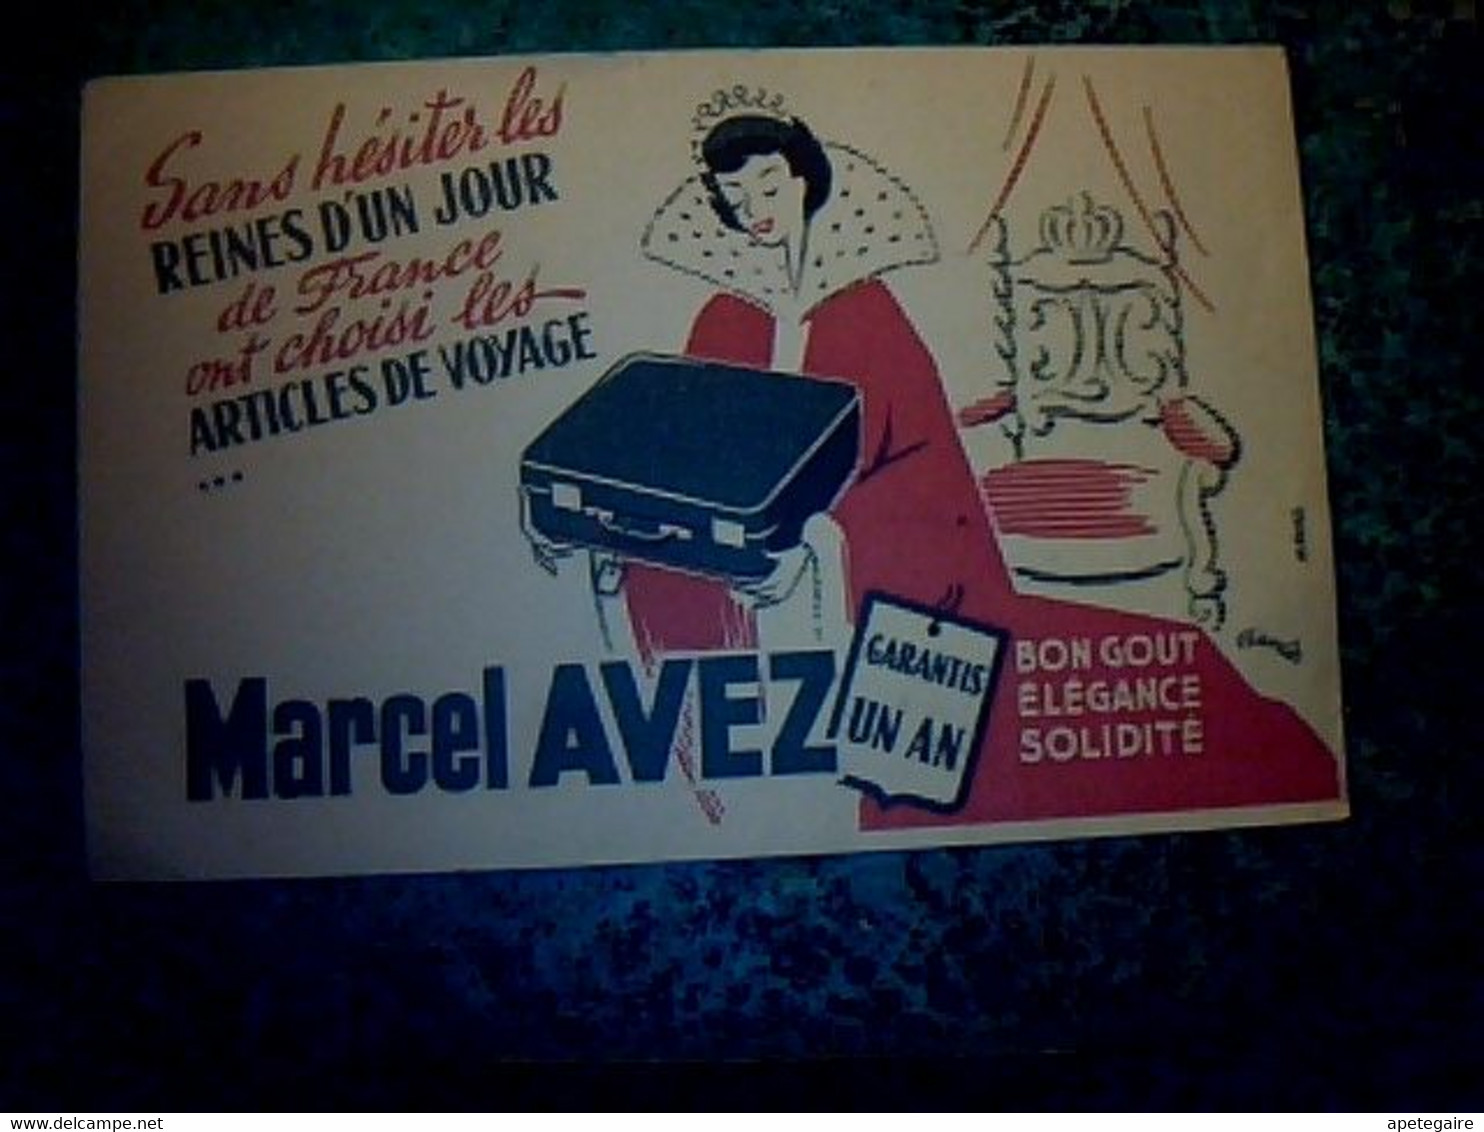 Sans hésiter les
REINES D'UN JOUR
de France
ont choisi les
ARTICLES DE VOYAGE
...
Marcel AVEZ
GARANTIS
UN AN
BON GOUT
ÉLÉGANCE
SOLIDITÉ
www.delcampe.net
apetegaire